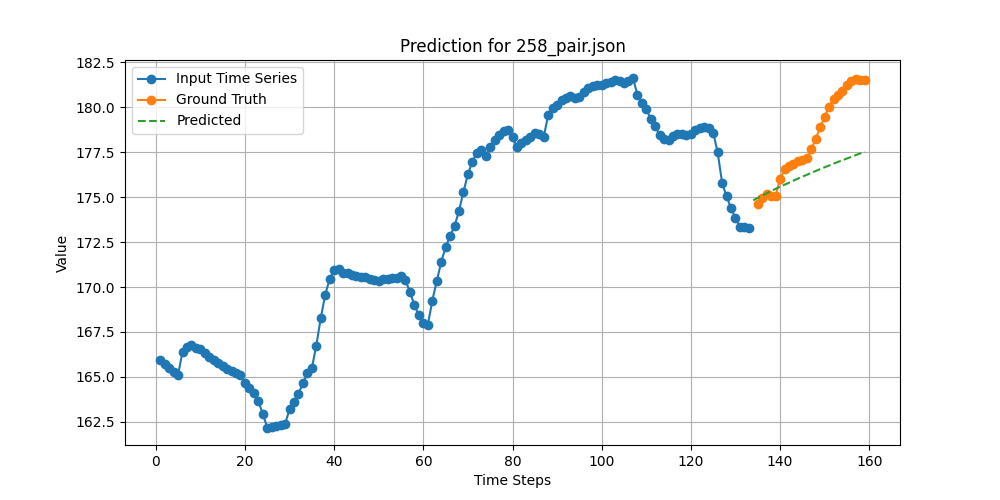 Prediction for 258_pair.json
Input Time Series
Ground Truth
Predicted
Value
182.5
180.0
177.5
175.0
172.5
170.0
167.5
165.0
162.5
0 20 40 60 80 100 120 140 160
Time Steps